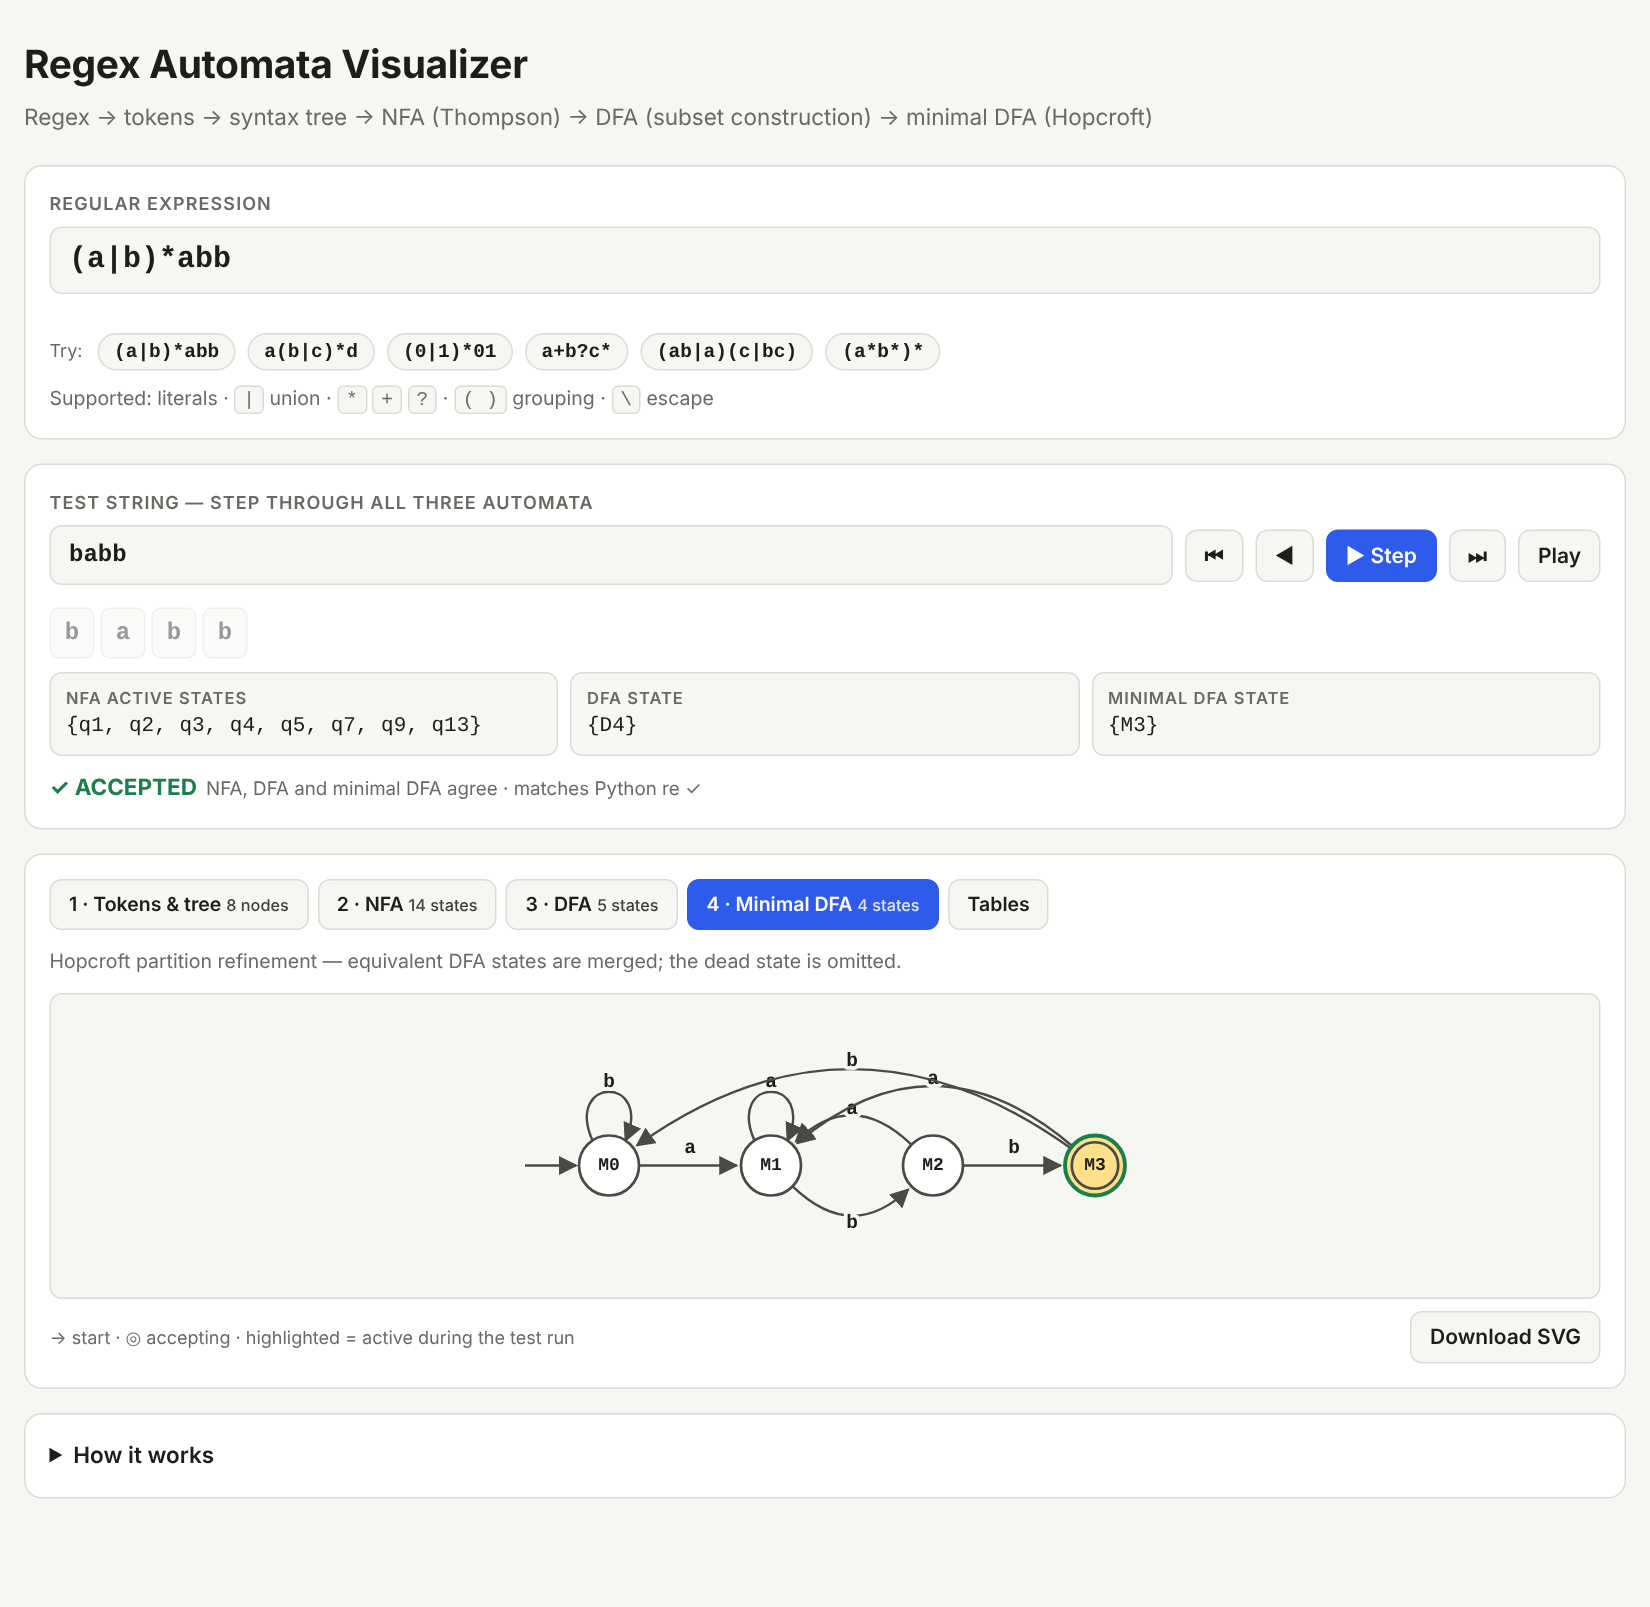 Regex Automata Visualizer
Regex → tokens → syntax tree → NFA (Thompson) → DFA (subset construction) → minimal DFA (Hopcroft)
REGULAR EXPRESSION
(a|b)*abb
Try: (a|b)*abb a(b|c)*d (0|1)*01 a+b?c* (ab|a)(c|bc) (a*b*)*
Supported: literals · | union · * + ? · ( ) grouping · \ escape
TEST STRING — STEP THROUGH ALL THREE AUTOMATA
babb ⏮ ◀ ▶ Step ⏭ Play
b a b b
NFA ACTIVE STATES
{q1, q2, q3, q4, q5, q7, q9, q13}
DFA STATE
{D4}
MINIMAL DFA STATE
{M3}
✓ ACCEPTED NFA, DFA and minimal DFA agree · matches Python re ✓
1 · Tokens & tree 8 nodes 2 · NFA 14 states 3 · DFA 5 states 4 · Minimal DFA 4 states Tables
Hopcroft partition refinement — equivalent DFA states are merged; the dead state is omitted.
b
b a a
a
a b
M0 M1 M2 M3
b
→ start · ◎ accepting · highlighted = active during the test run
Download SVG
▶ How it works